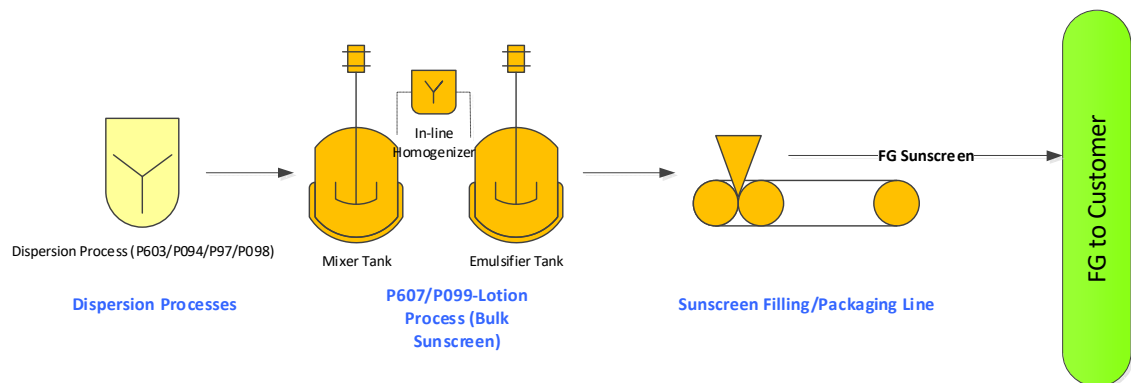 In-line
Homogenizer
FG Sunscreen
Dispersion Process (P603/P094/P97/P098)
Mixer Tank
Emulsifier Tank
Dispersion Processes
P607/P099-Lotion
Process (Bulk
Sunscreen)
Sunscreen Filling/Packaging Line
FG to Customer